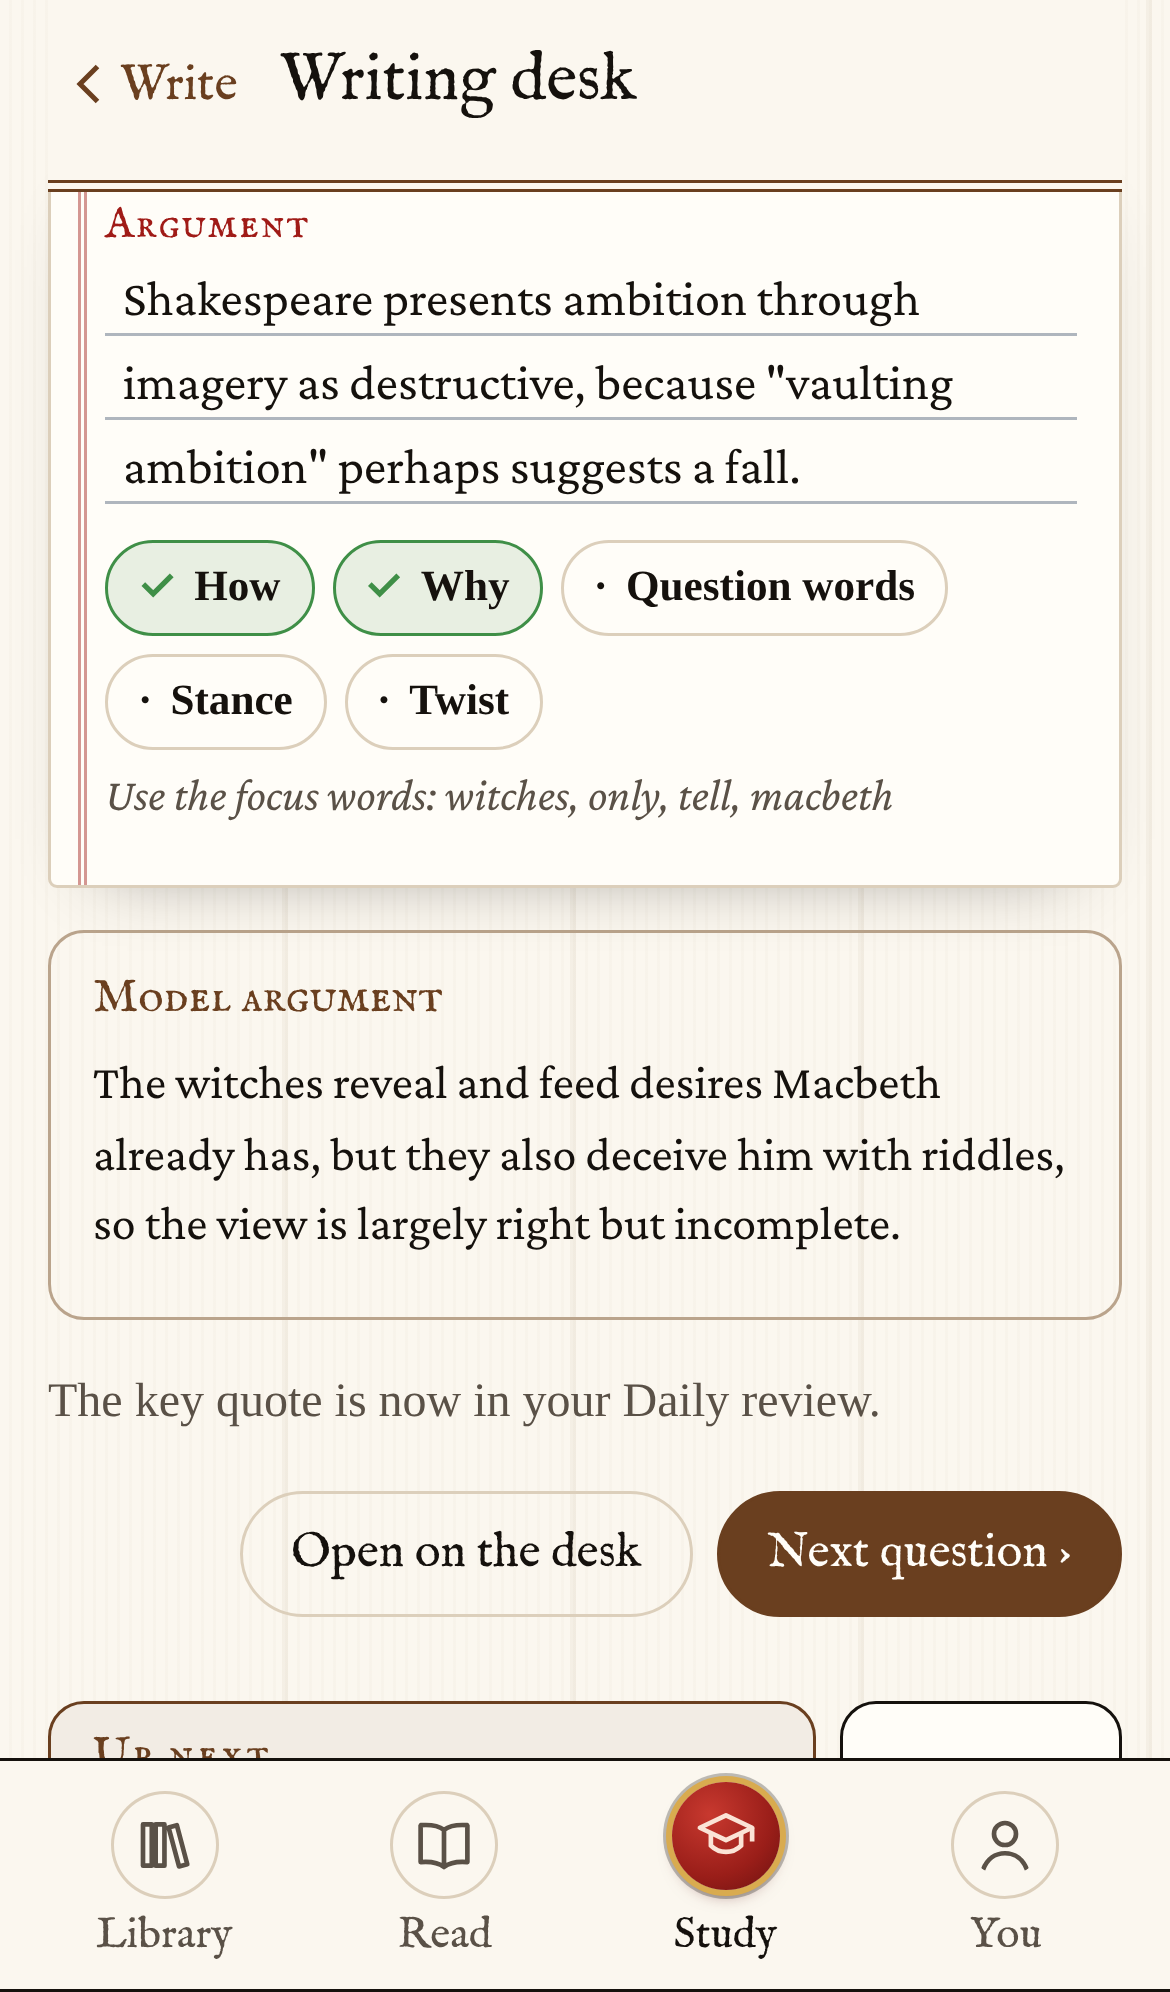 Write Writing desk
Argument
Shakespeare presents ambition through
imagery as destructive, because "vaulting
ambition" perhaps suggests a fall.
How Why · Question words
· Stance · Twist
Use the focus words: witches, only, tell, macbeth
Model argument
The witches reveal and feed desires Macbeth
already has, but they also deceive him with riddles,
so the view is largely right but incomplete.
The key quote is now in your Daily review.
Open on the desk Next question ›
Up next
Library Read Study You